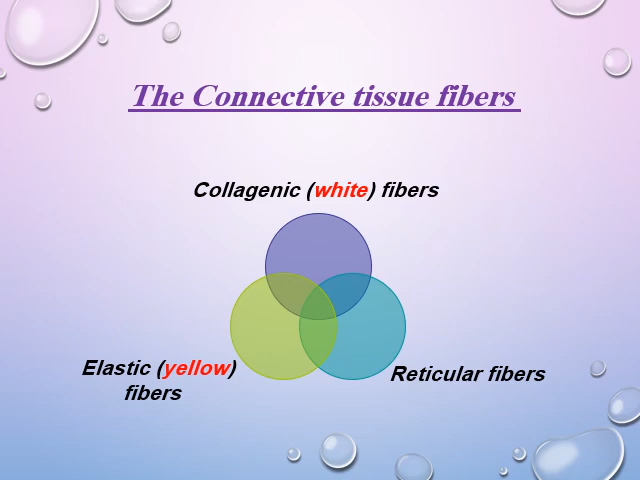 The Connective tissue fibers
Collagenic (white) fibers
Elastic (yellow)
fibers
Reticular fibers